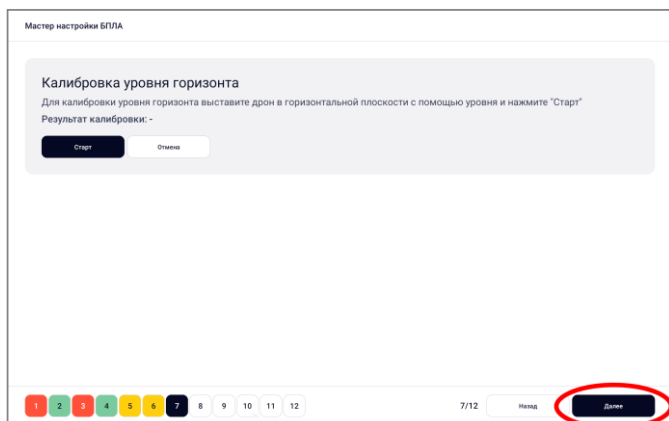 Мастер настройки БПЛА
Калибровка уровня горизонта
Для калибровки уровня горизонта выставите дрон в горизонтальной плоскости с помощью уровня и нажмите "Старт"
Результат калибровки: -
Старт Отмена
1 2 3 4 5 6 7 8 9 10 11 12 7/12 Назад Далее